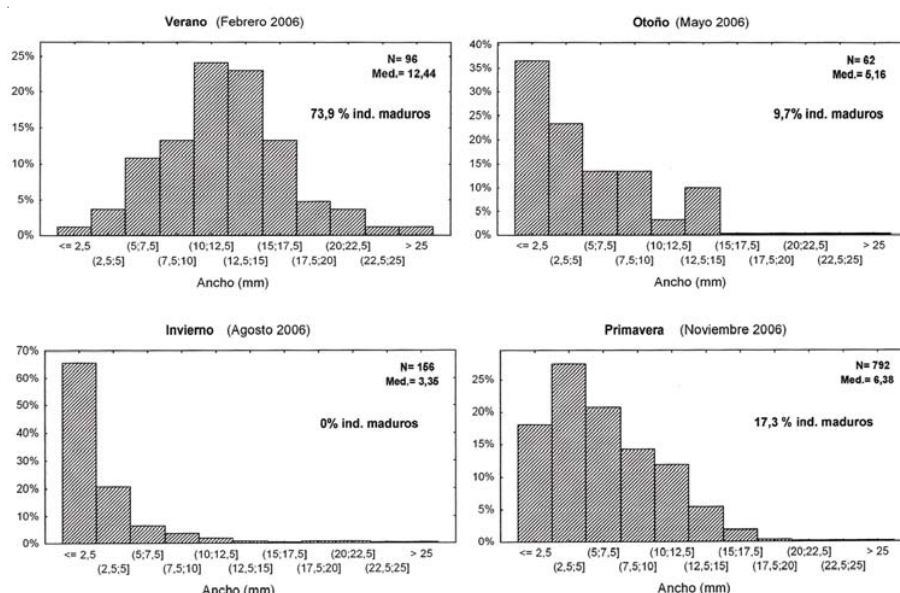 Verano (Febrero 2006)
25%
20%
15%
10%
5%
0%
N= 96
Med.= 12,44
73,9 % ind. maduros
<= 2,5 (5;7,5] (10;12,5] (15;17,5] (20;22,5] > 25
(2,5;5] (7,5;10] (12,5;15] (17,5;20] (22,5;25]
Ancho (mm)
Otoño (Mayo 2006)
40%
35%
30%
25%
20%
15%
10%
5%
0%
N= 62
Med.= 5,16
9,7% ind. maduros
<= 2,5 (5;7,5] (10;12,5] (15;17,5] (20;22,5] > 25
(2,5;5] (7,5;10] (12,5;15] (17,5;20] (22,5;25]
Ancho (mm)
Invierno (Agosto 2006)
70%
60%
50%
40%
30%
20%
10%
0%
N= 156
Med.= 3,35
0% ind. maduros
<= 2,5 (5;7,5] (10;12,5] (15;17,5] (20;22,5] > 25
(2,5;5] (7,5;10] (12,5;15] (17,5;20] (22,5;25]
Ancho (mm)
Primavera (Noviembre 2006)
25%
20%
15%
10%
5%
0%
N= 792
Med.= 6,38
17,3 % ind. maduros
<= 2,5 (5;7,5] (10;12,5] (15;17,5] (20;22,5] > 25
(2,5;5] (7,5;10] (12,5;15] (17,5;20] (22,5;25]
Ancho (mm)